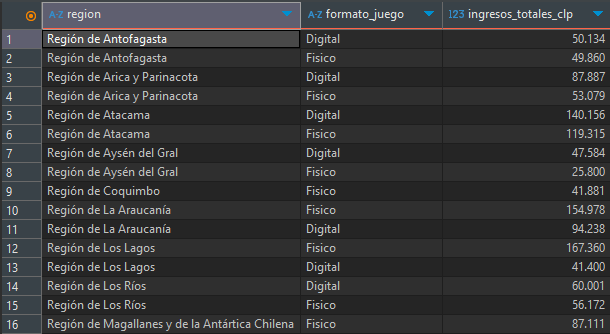 A-Z region A-Z formato_juego 123 ingresos_totales_clp
1 Región de Antofagasta Digital 50.134
2 Región de Antofagasta Fisico 49.860
3 Región de Arica y Parinacota Digital 87.887
4 Región de Arica y Parinacota Fisico 53.079
5 Región de Atacama Digital 140.156
6 Región de Atacama Fisico 119.315
7 Región de Aysén del Gral Digital 47.584
8 Región de Aysén del Gral Fisico 25.800
9 Región de Coquimbo Fisico 41.881
10 Región de La Araucanía Fisico 154.978
11 Región de La Araucanía Digital 94.238
12 Región de Los Lagos Fisico 167.360
13 Región de Los Lagos Digital 41.400
14 Región de Los Ríos Digital 60.001
15 Región de Los Ríos Fisico 56.172
16 Región de Magallanes y de la Antártica Chilena Fisico 87.111